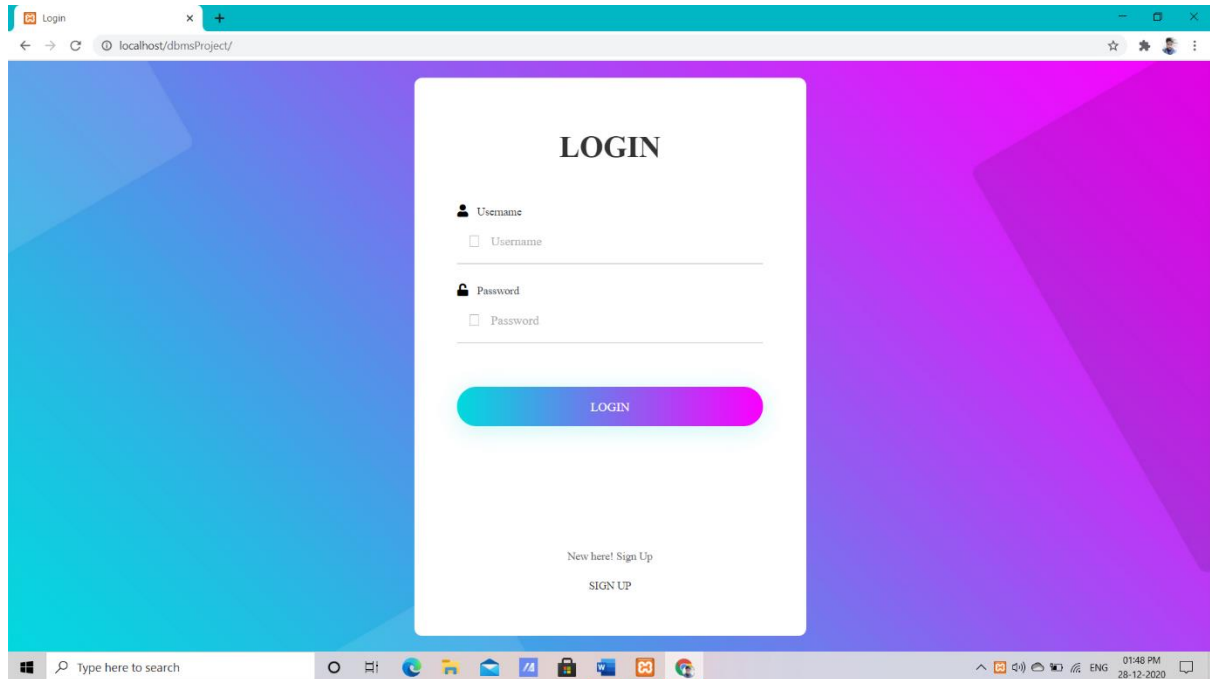 Login
localhost/dbmsProject/
LOGIN
Username
Username
Password
Password
LOGIN
New here! Sign Up
SIGN UP
Type here to search
ENG
01:48 PM
28-12-2020